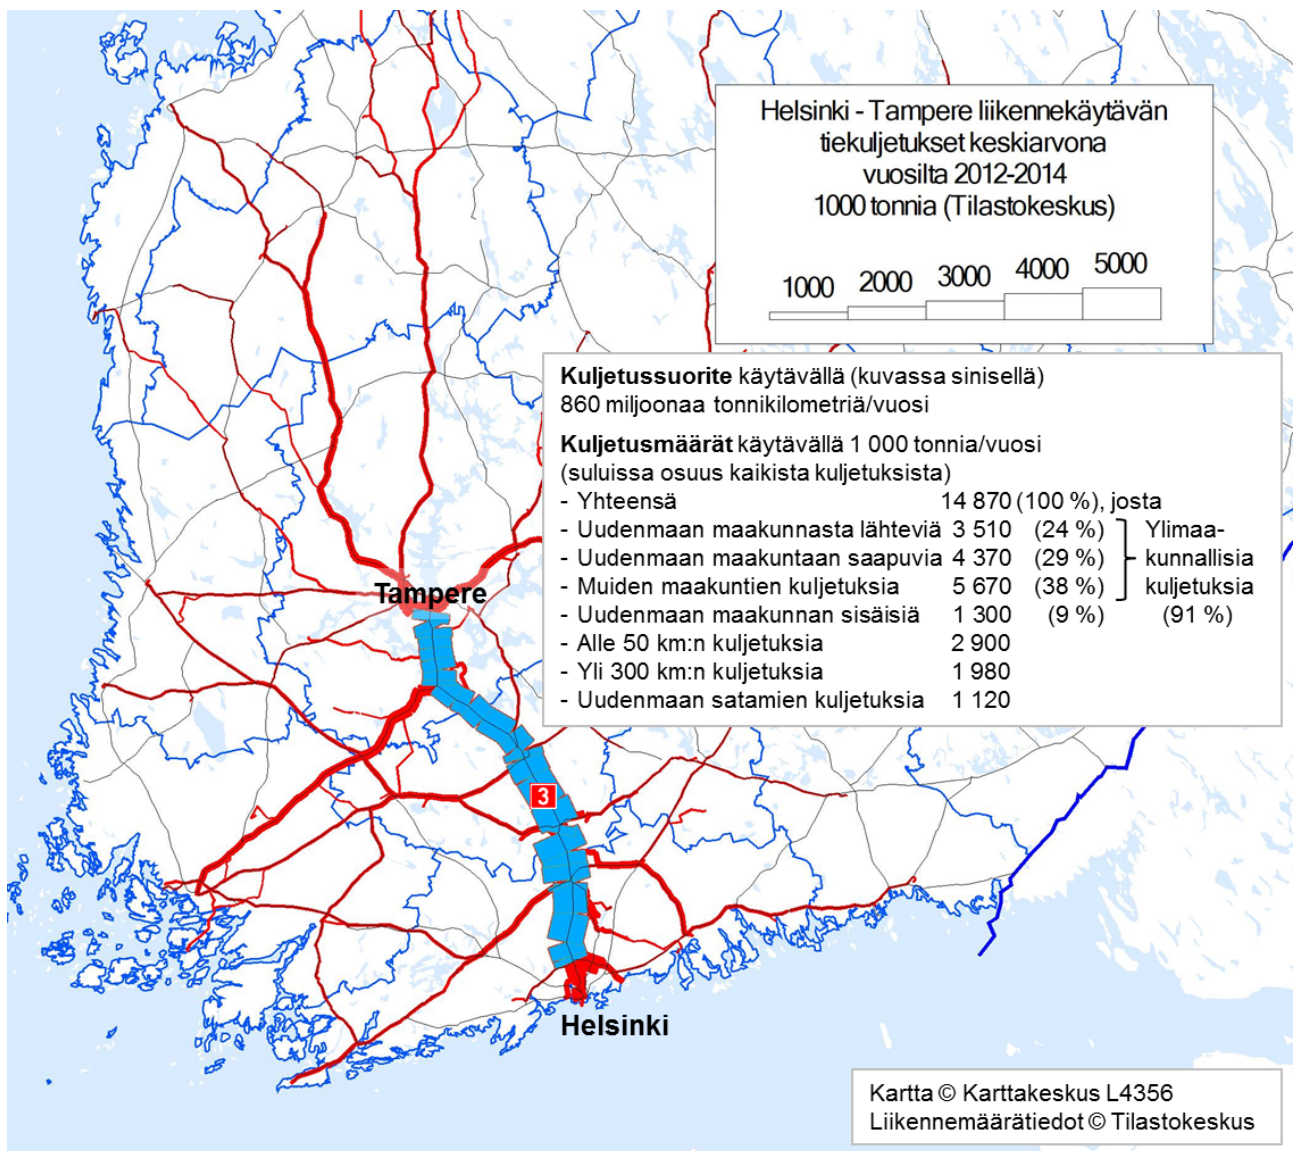 Helsinki - Tampere liikennekäytävän
tiekuljetukset keskiarvona
vuosilta 2012-2014
1000 tonnia (Tilastokeskus)
1000 2000 3000 4000 5000
Kuljetussuorite käytävällä (kuvassa sinisellä)
860 miljoonaa tonnikilometriä/vuosi
Kuljetusmäärät käytävällä 1 000 tonnia/vuosi
(suluissa osuus kaikista kuljetuksista)
- Yhteensä 14 870 (100 %), josta
- Uudenmaan maakunnasta lähteviä 3 510 (24 %) Ylimaa-
- Uudenmaan maakuntaan saapuvia 4 370 (29 %) kunnallisia
- Muiden maakuntien kuljetuksia 5 670 (38 %) kuljetuksia
- Uudenmaan maakunnan sisäisiä 1 300 (9 %) (91 %)
- Alle 50 km:n kuljetuksia 2 900
- Yli 300 km:n kuljetuksia 1 980
- Uudenmaan satamien kuljetuksia 1 120
Tampere
3
Helsinki
Kartta © Karttakeskus L4356
Liikennemäärätiedot © Tilastokeskus